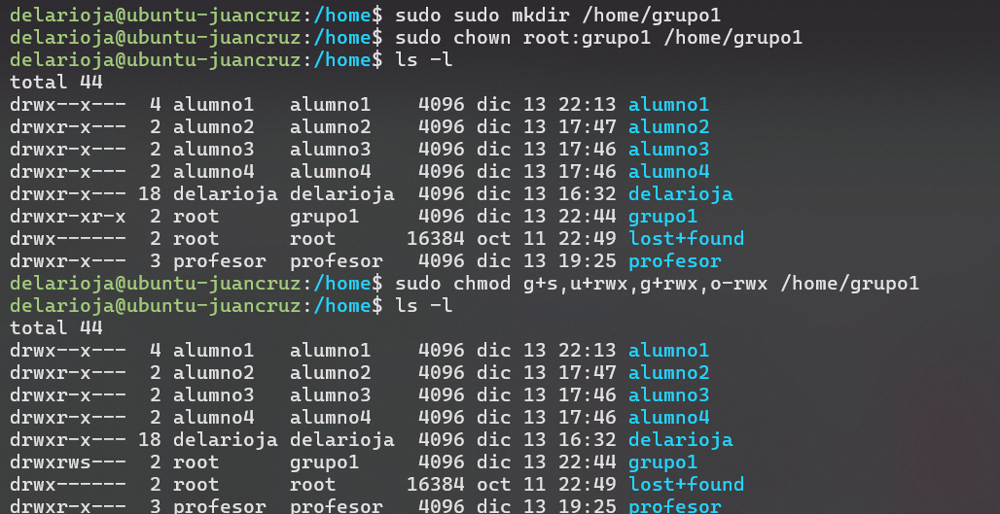 delarioja@ubuntu-juancruz:/home$ sudo sudo mkdir /home/grupo1
delarioja@ubuntu-juancruz:/home$ sudo chown root:grupo1 /home/grupo1
delarioja@ubuntu-juancruz:/home$ ls -l
total 44
drwx--x---  4 alumno1   alumno1    4096 dic 13 22:13 alumno1
drwxr-x---  2 alumno2   alumno2    4096 dic 13 17:47 alumno2
drwxr-x---  2 alumno3   alumno3    4096 dic 13 17:46 alumno3
drwxr-x---  2 alumno4   alumno4    4096 dic 13 17:46 alumno4
drwxr-x--- 18 delarioja delarioja  4096 dic 13 16:32 delarioja
drwxr-xr-x  2 root      grupo1     4096 dic 13 22:44 grupo1
drwx------  2 root      root      16384 oct 11 22:49 lost+found
drwxr-x---  3 profesor  profesor   4096 dic 13 19:25 profesor
delarioja@ubuntu-juancruz:/home$ sudo chmod g+s,u+rwx,g+rwx,o-rwx /home/grupo1
delarioja@ubuntu-juancruz:/home$ ls -l
total 44
drwx--x---  4 alumno1   alumno1    4096 dic 13 22:13 alumno1
drwxr-x---  2 alumno2   alumno2    4096 dic 13 17:47 alumno2
drwxr-x---  2 alumno3   alumno3    4096 dic 13 17:46 alumno3
drwxr-x---  2 alumno4   alumno4    4096 dic 13 17:46 alumno4
drwxr-x--- 18 delarioja delarioja  4096 dic 13 16:32 delarioja
drwxrws---  2 root      grupo1     4096 dic 13 22:44 grupo1
drwx------  2 root      root      16384 oct 11 22:49 lost+found
drwxr-x---  3 profesor  profesor   4096 dic 13 19:25 profesor